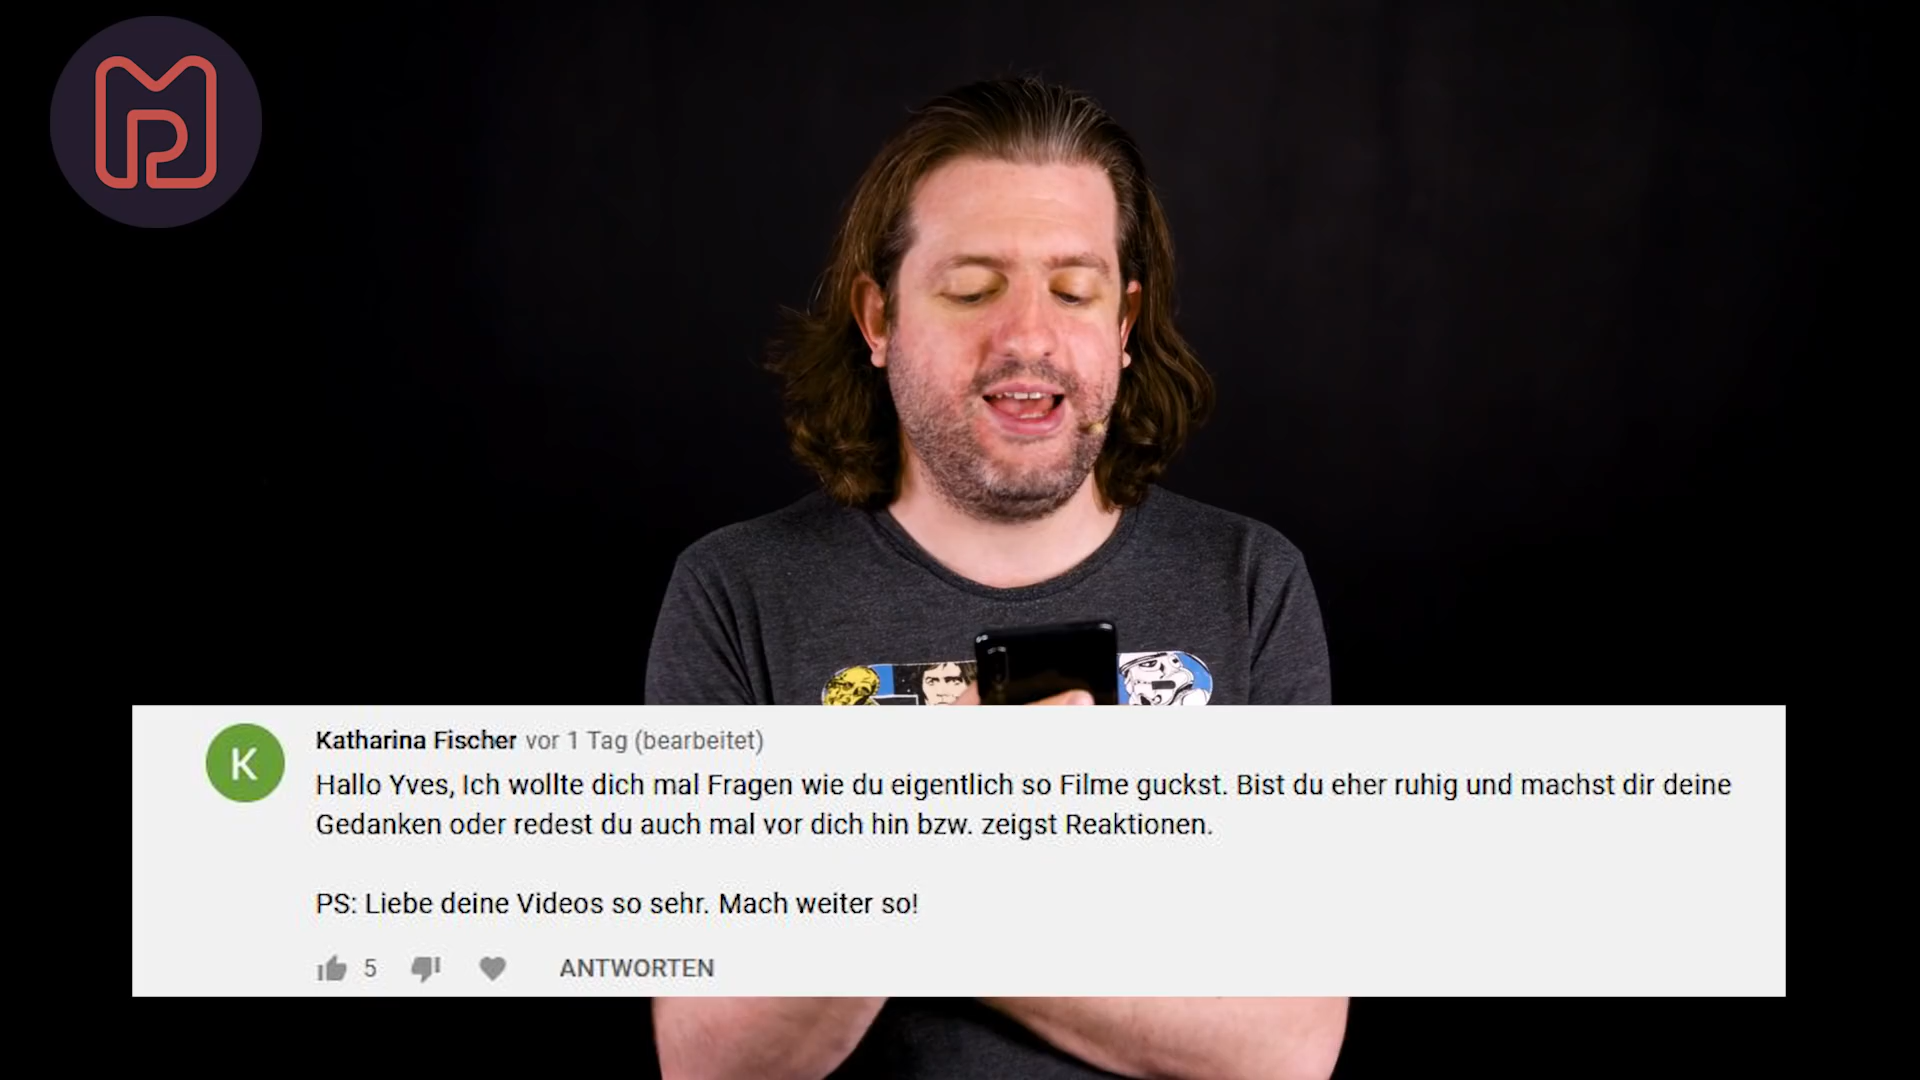 MP
Katharina Fischer vor 1 Tag (bearbeitet)
Hallo Yves, Ich wollte dich mal Fragen wie du eigentlich so Filme guckst. Bist du eher ruhig und machst dir deine
Gedanken oder redest du auch mal vor dich hin bzw. zeigst Reaktionen.
PS: Liebe deine Videos so sehr. Mach weiter so!
5 ANTWORTEN
K